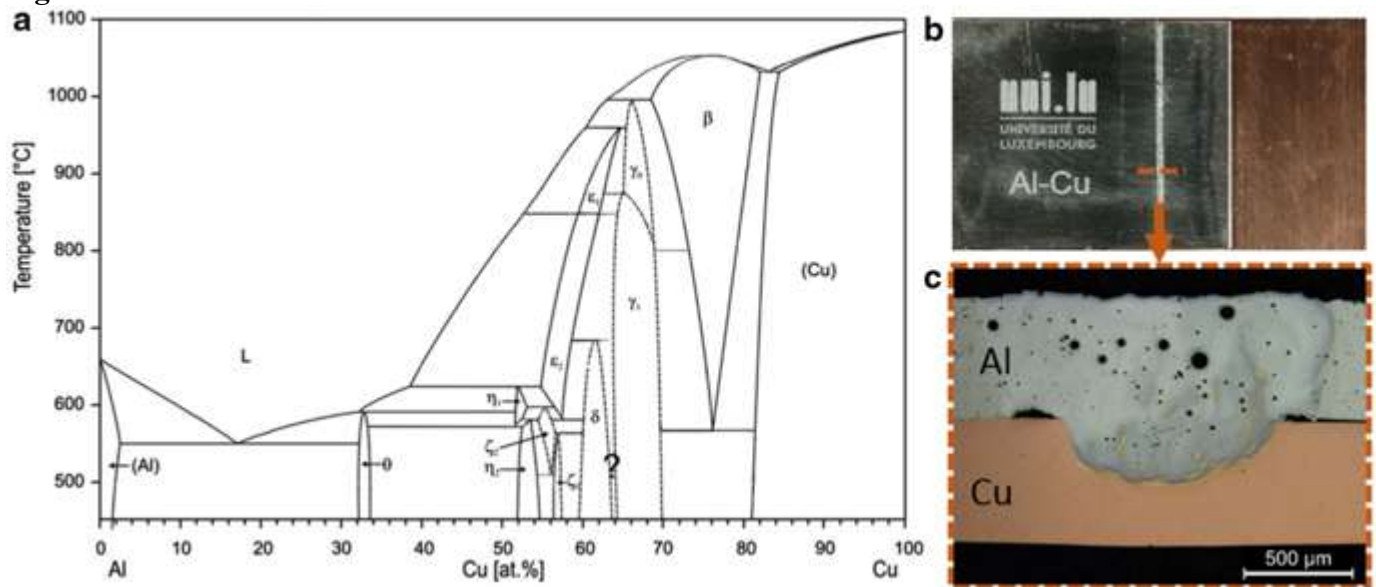 a
1100
1000
900
800
700
600
500
Temperature [°C]
L
(Al)
θ
η₁
η₂
ζ
ε₁
ε₂
δ
?
γ₀
γ₁
β
(Cu)
0 10 20 30 40 50 60 70 80 90 100
Al Cu [at.%] Cu
b
uni.lu
UNIVERSITÉ DU
LUXEMBOURG
Al-Cu
c
Al
Cu
500 µm